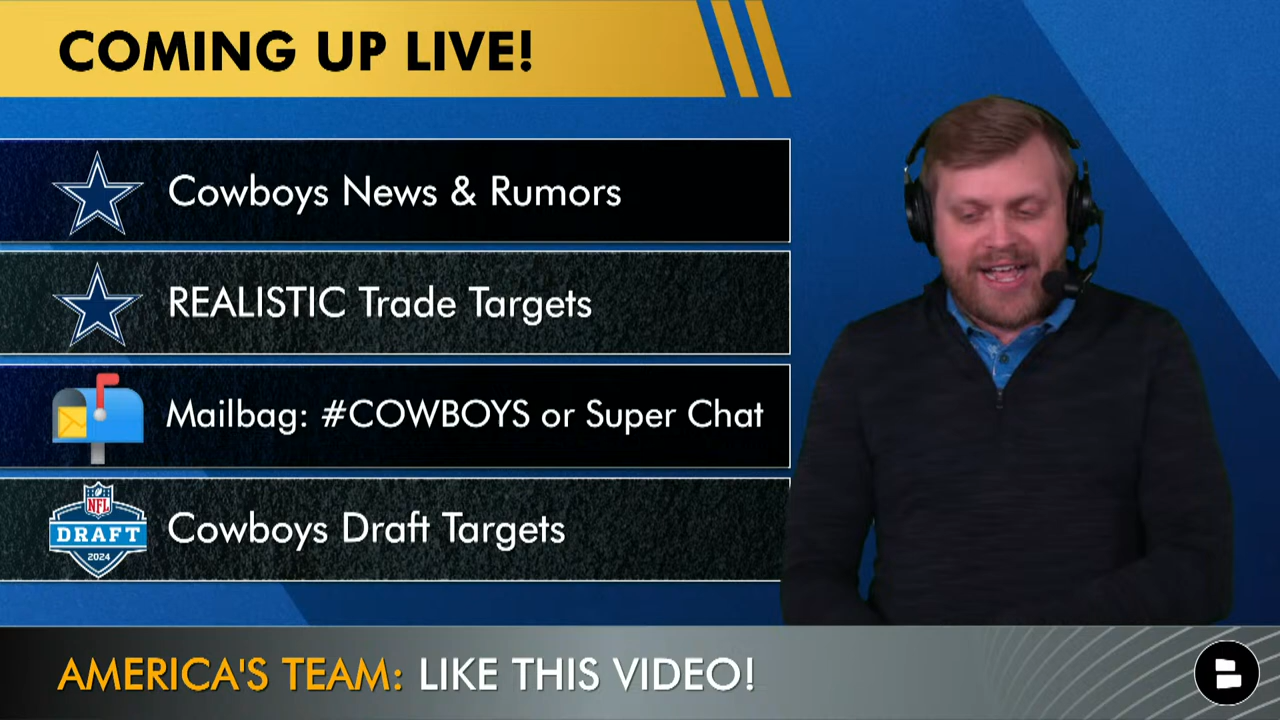 COMING UP LIVE!
Cowboys News & Rumors
REALISTIC Trade Targets
Mailbag: #COWBOYS or Super Chat
NFL
DRAFT
2024
Cowboys Draft Targets
AMERICA'S TEAM: LIKE THIS VIDEO!